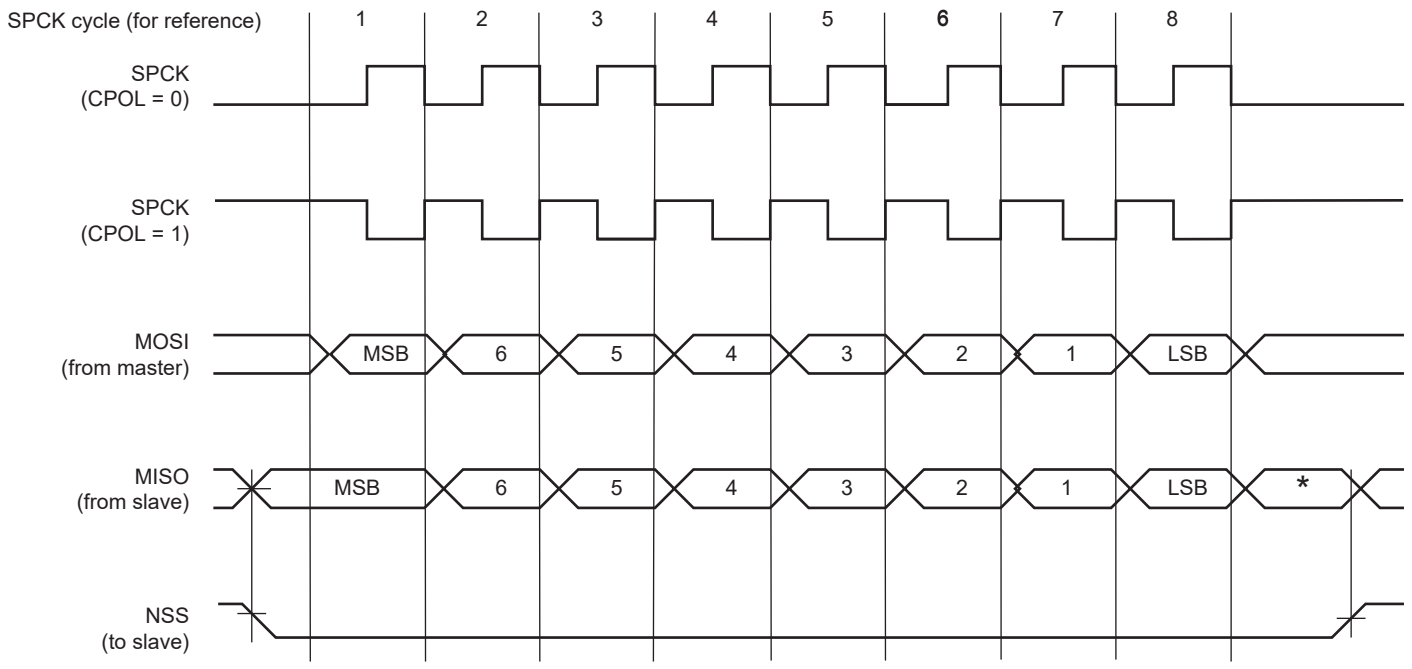 SPCK cycle (for reference) 1 2 3 4 5 6 7 8
SPCK
(CPOL = 0)
SPCK
(CPOL = 1)
MOSI
(from master)
MSB 6 5 4 3 2 1 LSB
MISO
(from slave)
MSB 6 5 4 3 2 1 LSB *
NSS
(to slave)